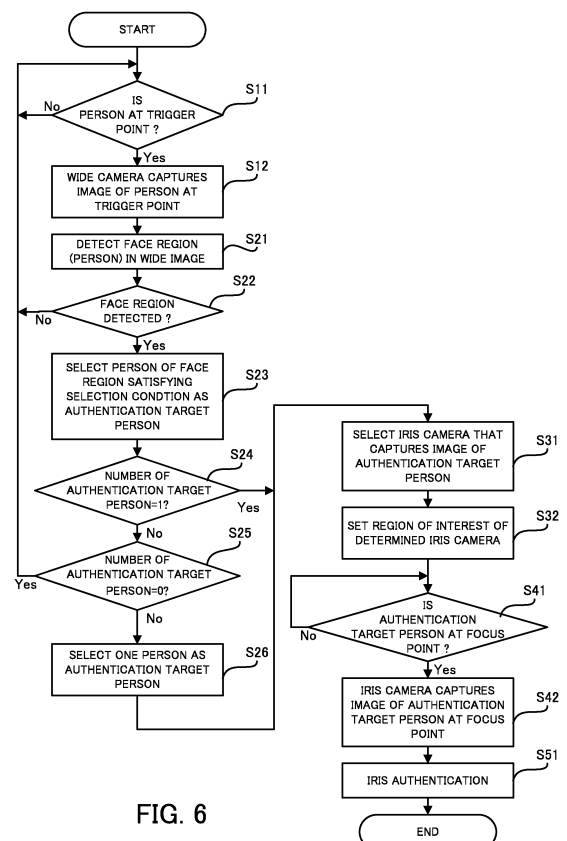 START
IS
PERSON AT TRIGGER
POINT ?
S11
No
Yes
WIDE CAMERA CAPTURES
IMAGE OF PERSON AT
TRIGGER POINT
S12
DETECT FACE REGION
(PERSON) IN WIDE IMAGE
S21
FACE REGION
DETECTED ?
S22
No
Yes
SELECT PERSON OF FACE
REGION SATISFYING
SELECTION CONDTION AS
AUTHENTICATION TARGET
PERSON
S23
NUMBER OF
AUTHENTICATION TARGET
PERSON=1?
S24
Yes
No
NUMBER OF
AUTHENTICATION TARGET
PERSON=0?
S25
Yes
No
SELECT ONE PERSON AS
AUTHENTICATION TARGET
PERSON
S26
SELECT IRIS CAMERA THAT
CAPTURES IMAGE OF
AUTHENTICATION TARGET
PERSON
S31
SET REGION OF INTEREST OF
DETERMINED IRIS CAMERA
S32
IS
AUTHENTICATION
TARGET PERSON AT FOCUS
POINT ?
S41
No
Yes
IRIS CAMERA CAPTURES
IMAGE OF AUTHENTICATION
TARGET PERSON AT FOCUS
POINT
S42
IRIS AUTHENTICATION
S51
END
FIG. 6